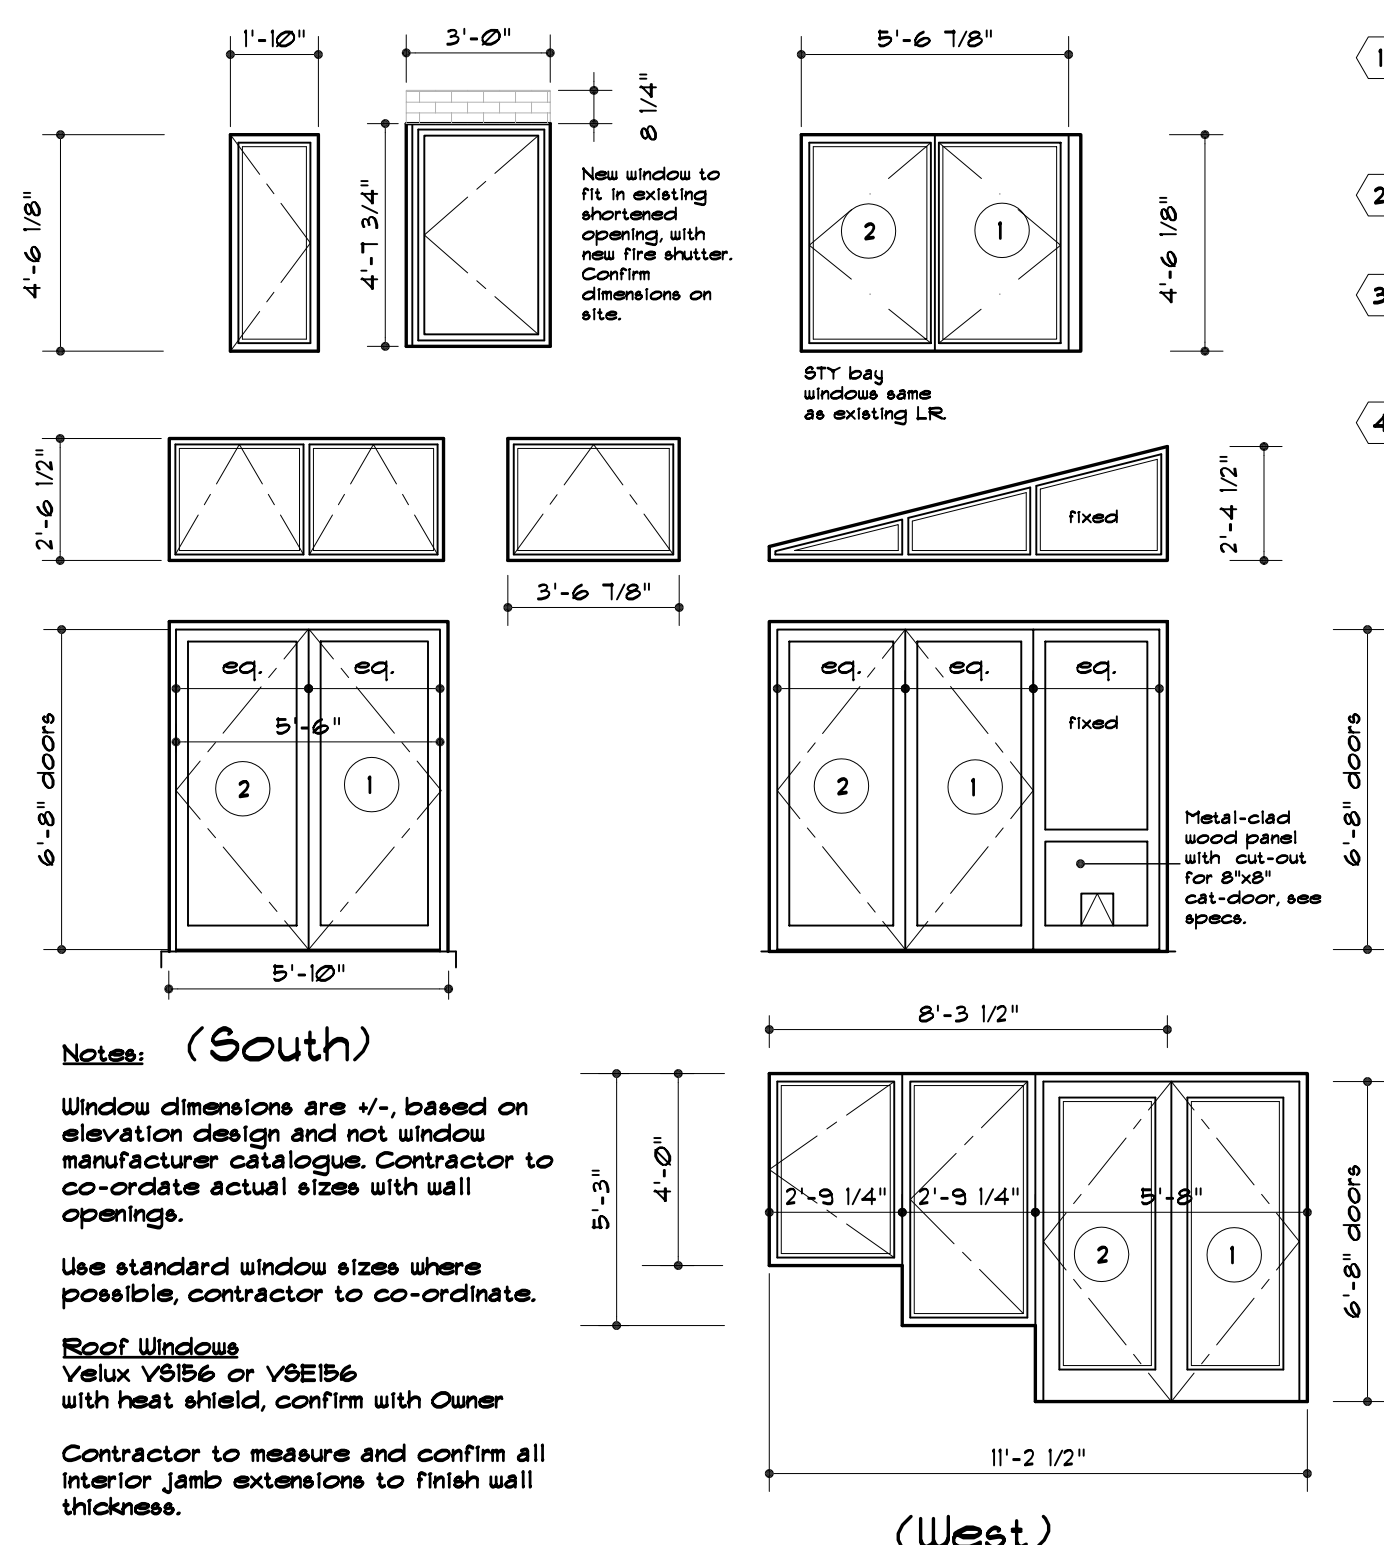 1'-10"
3'-0"
5'-6 7/8"
1
8 1/4"
4'-6 1/8"
4'-7 3/4"
New window to
fit in existing
shortened
opening, with
new fire shutter.
Confirm
dimensions on
site.
2
1
4'-6 1/8"
2
3
STY bay
windows same
as existing LR.
4
2'-6 1/2"
3'-6 7/8"
fixed
2'-4 1/2"
eq.
eq.
5'-6"
2
1
6'-8" doors
5'-10"
eq.
eq.
eq.
fixed
2
1
Metal-clad
wood panel
with cut-out
for 8"x8"
cat-door, see
specs.
6'-8" doors
8'-3 1/2"
(South)
Notes:
Window dimensions are +/-, based on
elevation design and not window
manufacturer catalogue. Contractor to
co-ordate actual sizes with wall
openings.
Use standard window sizes where
possible, contractor to co-ordinate.
Roof Windows
Velux VS156 or VSE156
with heat shield, confirm with Owner
Contractor to measure and confirm all
interior jamb extensions to finish wall
thickness.
5'-3"
4'-0"
2'-9 1/4"
2'-9 1/4"
5'-8"
2
1
6'-8" doors
11'-2 1/2"
(West)